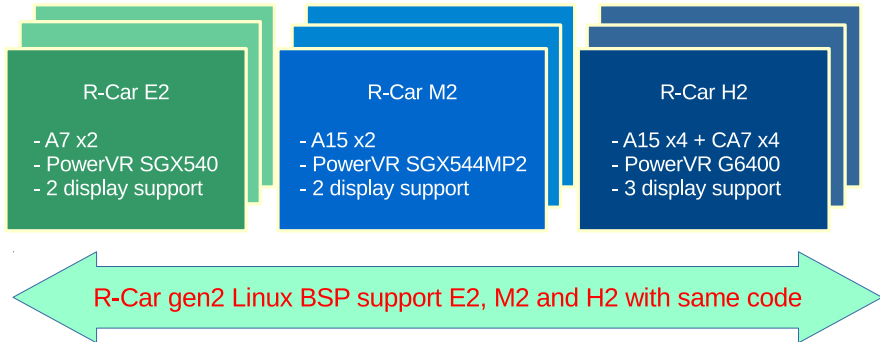 R-Car E2
- A7 x2
- PowerVR SGX540
- 2 display support
R-Car M2
- A15 x2
- PowerVR SGX544MP2
- 2 display support
R-Car H2
- A15 x4 + CA7 x4
- PowerVR G6400
- 3 display support
R-Car gen2 Linux BSP support E2, M2 and H2 with same code